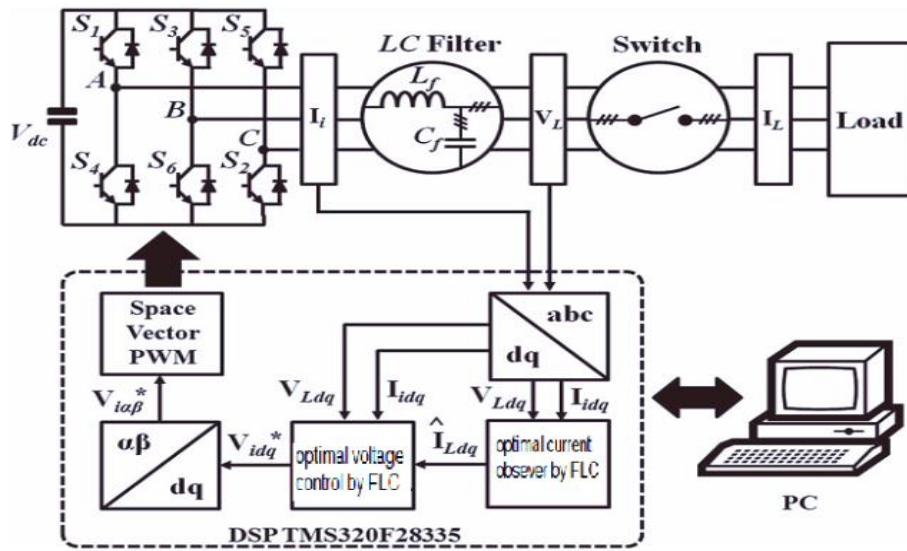 S1
S3
S5
LC Filter
Switch
A
Lf
B
Ii
VL
IL
Load
Vdc
C
Cf
S4
S6
S2
Space
Vector
PWM
abc
dq
VLdq
Iidq
VLdq
Iidq
Viαβ*
αβ
dq
Vidq*
optimal voltage
control by FLC
ÎLdq
optimal current
obsever by FLC
PC
DSP TMS320F28335